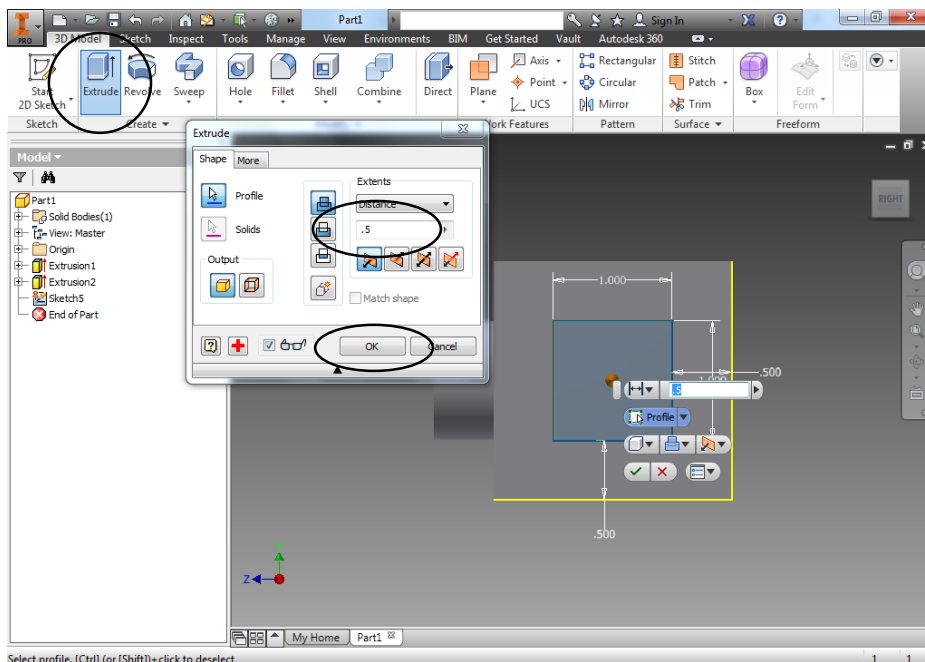 Part1
Sign In
PRO
3D Model Sketch Inspect Tools Manage View Environments BIM Get Started Vault Autodesk 360
Start
2D Sketch
Extrude
Revolve
Sweep
Hole
Fillet
Shell
Combine
Direct
Plane
Axis
Point
UCS
Rectangular
Circular
Mirror
Stitch
Patch
Trim
Box
Edit
Form
Sketch
Create
Work Features
Pattern
Surface
Freeform
Extrude
Shape
More
Profile
Solids
Output
Extents
Distance
.5
Match shape
OK
Cancel
Model
Part1
Solid Bodies(1)
View: Master
Origin
Extrusion1
Extrusion2
Sketch5
End of Part
RIGHT
1.000
.500
1.000
.5
Profile
.500
Z
My Home
Part1
Select profile. [Ctrl] (or [Shift])+click to deselect
1 1